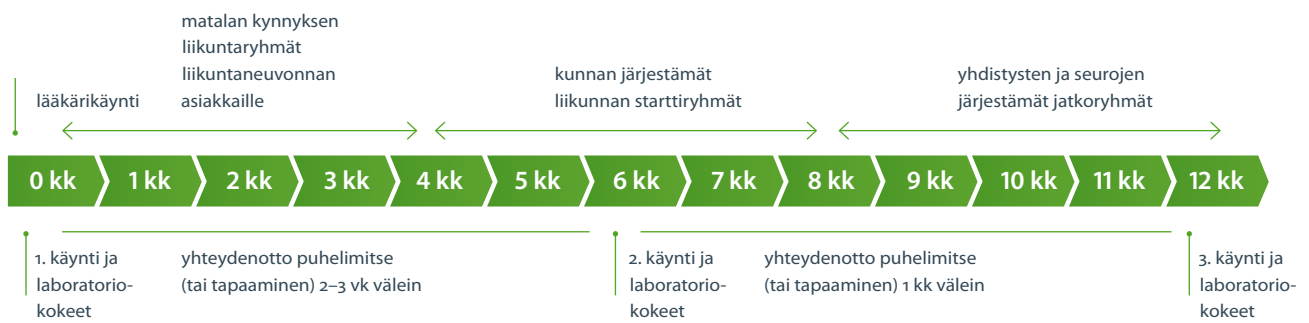 lääkärikäynti
matalan kynnyksen
liikuntaryhmät
liikuntaneuvonnan
asiakkaille
kunnan järjestämät
liikunnan starttiryhmät
yhdistysten ja seurojen
järjestämät jatkoryhmät
0 kk 1 kk 2 kk 3 kk 4 kk 5 kk 6 kk 7 kk 8 kk 9 kk 10 kk 11 kk 12 kk
1. käynti ja
laboratorio-
kokeet
yhteydenotto puhelimitse
(tai tapaaminen) 2–3 vk välein
2. käynti ja
laboratorio-
kokeet
yhteydenotto puhelimitse
(tai tapaaminen) 1 kk välein
3. käynti ja
laboratorio-
kokeet